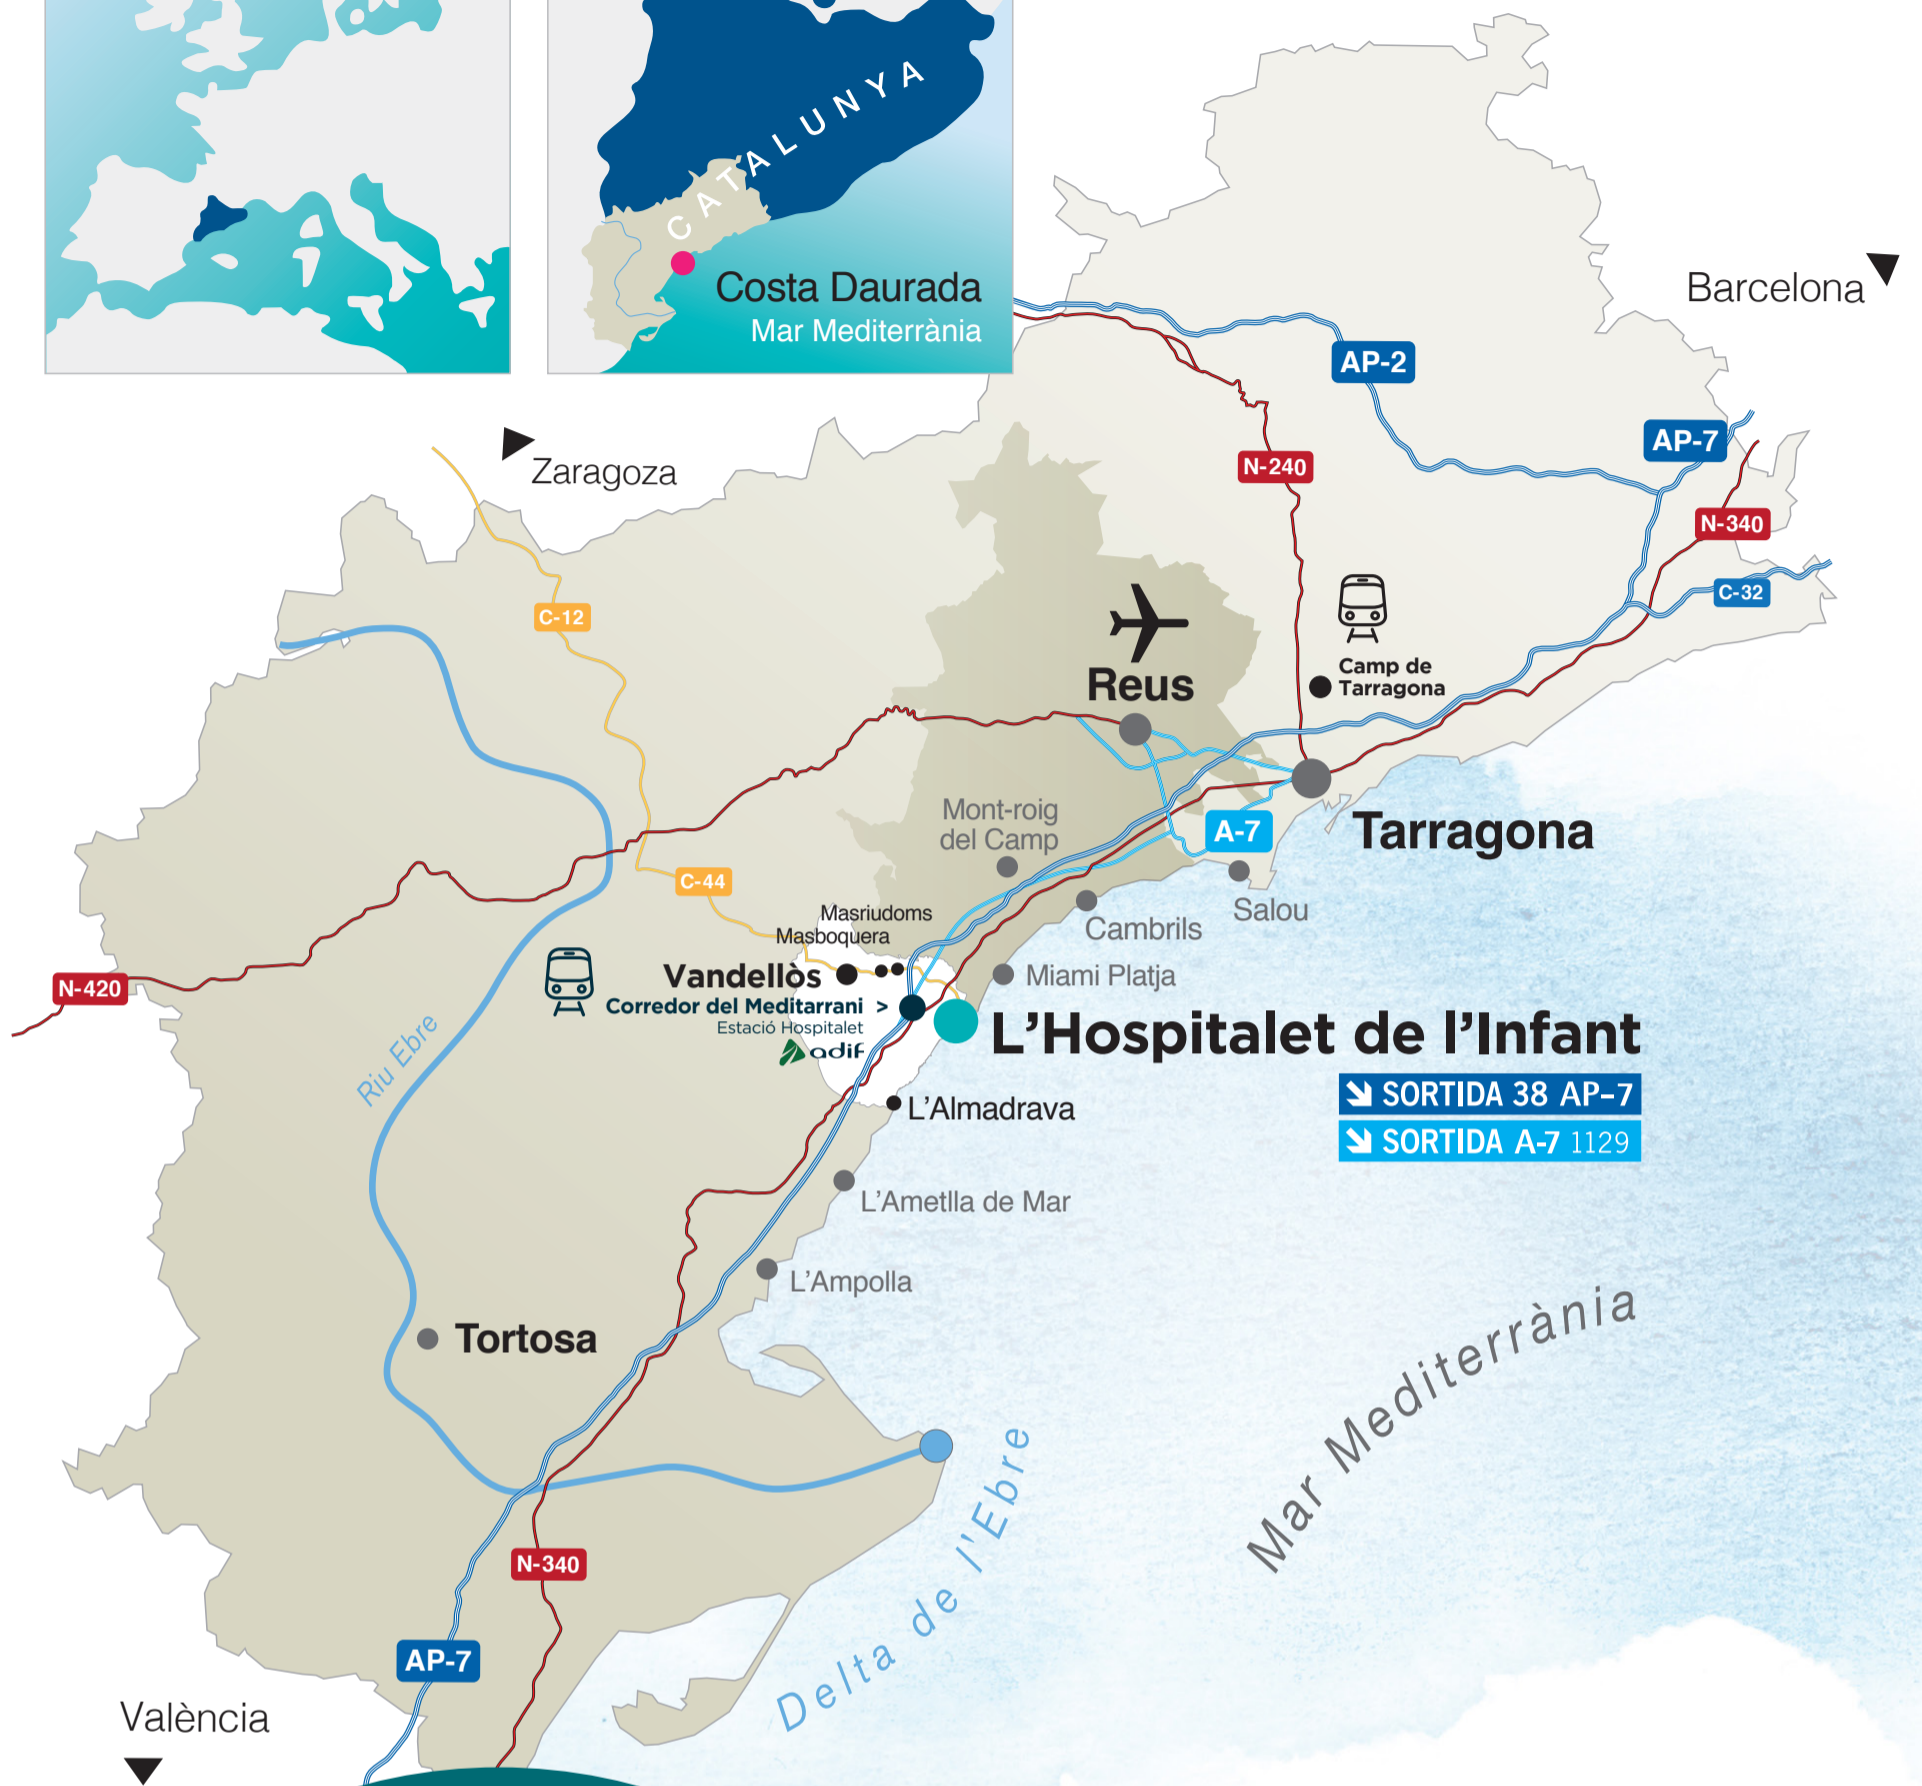 CATALUNYA
Costa Daurada
Mar Mediterrània
Barcelona
AP-2
AP-7
Zaragoza
N-240
N-340
C-32
C-12
Camp de
Tarragona
Reus
Mont-roig
del Camp
A-7
Tarragona
C-44
Masriudoms
Masboquera
Salou
Cambrils
Vandellòs
Miami Platja
N-420
Corredor del Meditarrani >
Estació Hospitalet
adif
L'Hospitalet de l'Infant
Riu Ebre
SORTIDA 38 AP-7
SORTIDA A-7 1129
L'Almadrava
L'Ametlla de Mar
L'Ampolla
Tortosa
Mar Mediterrània
Delta de l'Ebre
N-340
AP-7
València